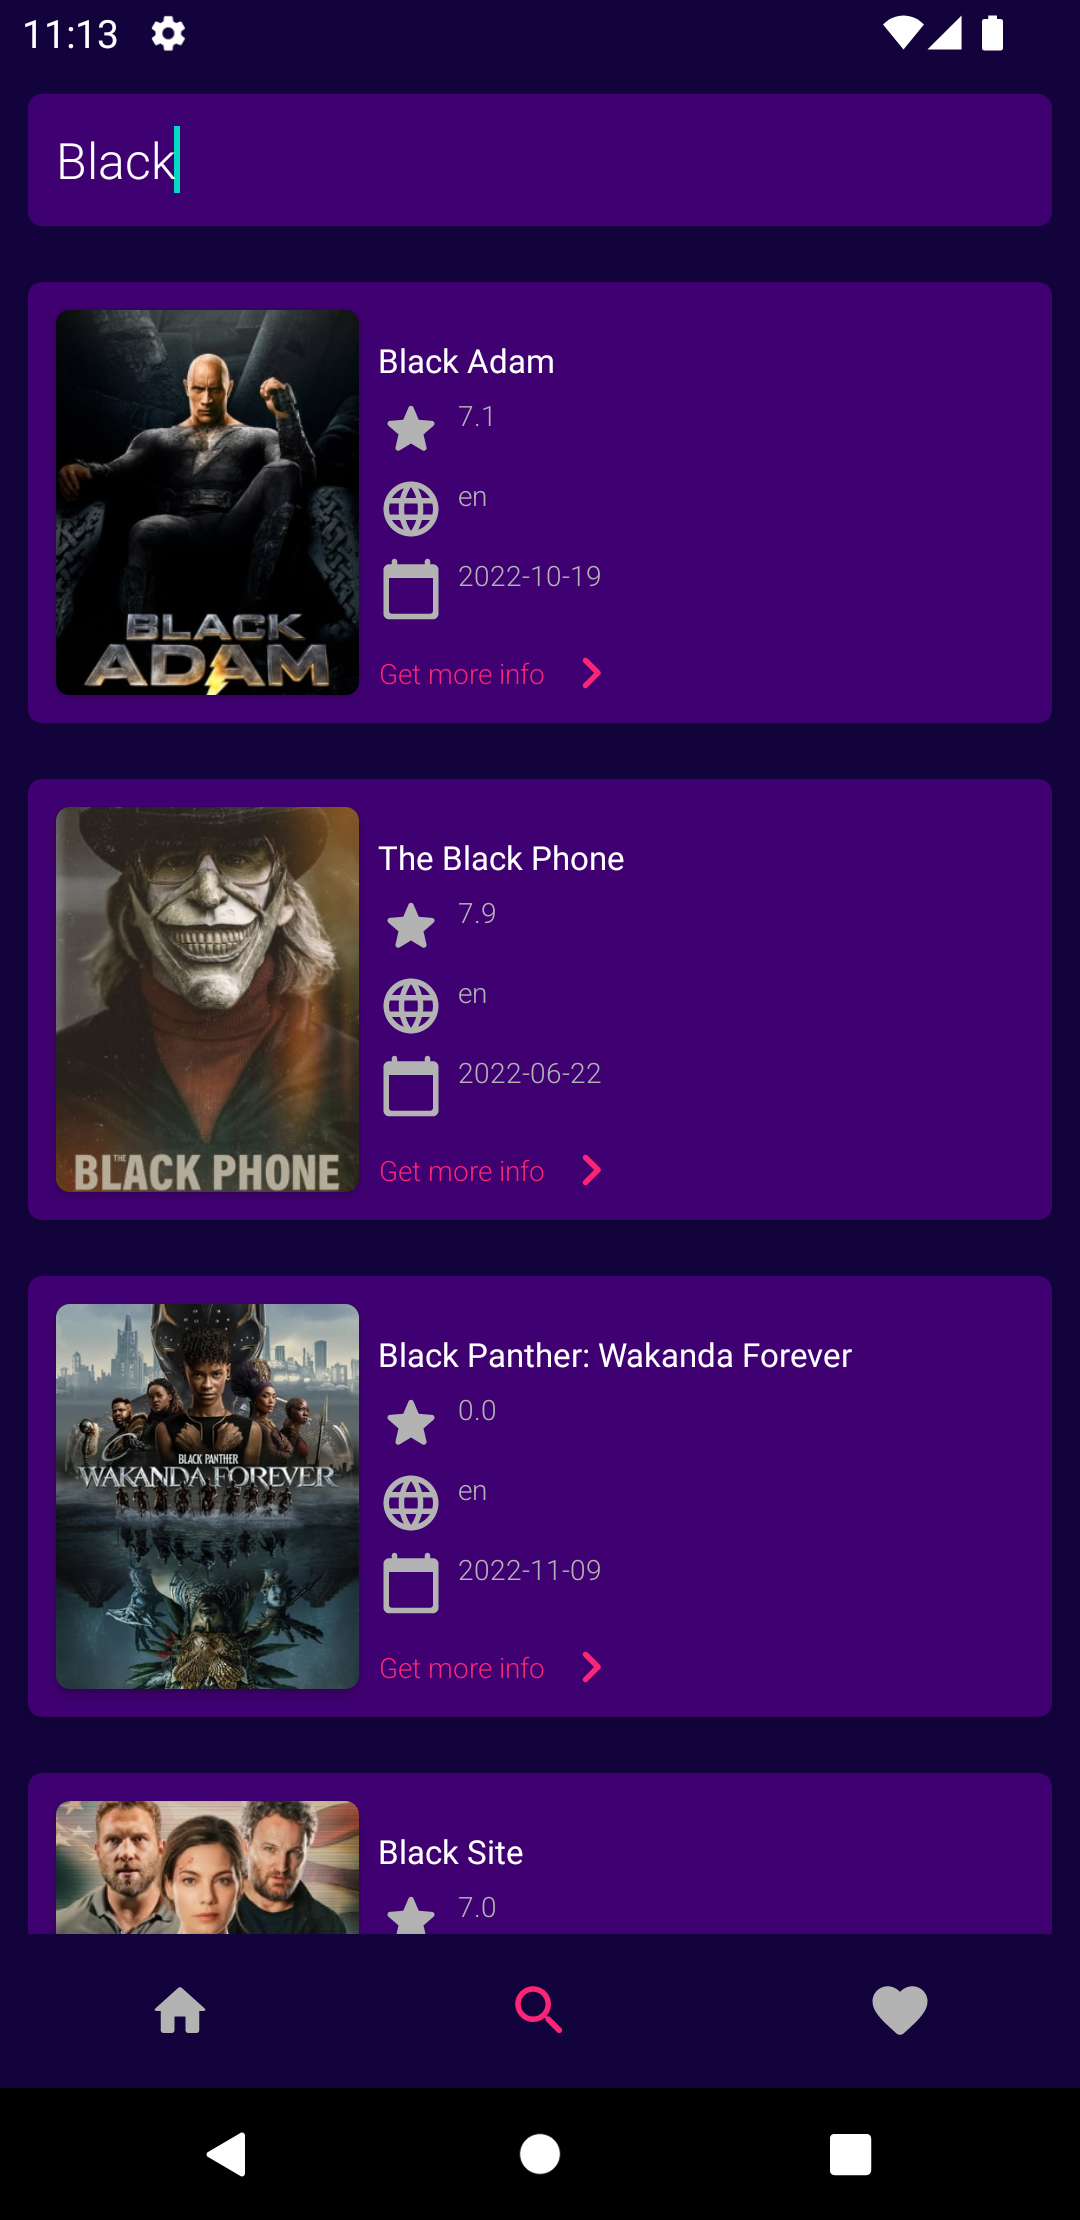 11:13
Black
Black Adam
7.1
en
2022-10-19
Get more info
BLACK
ADAM
The Black Phone
7.9
en
2022-06-22
Get more info
THE
BLACK PHONE
Black Panther: Wakanda Forever
0.0
en
2022-11-09
Get more info
BLACK PANTHER
WAKANDA FOREVER
Black Site
7.0